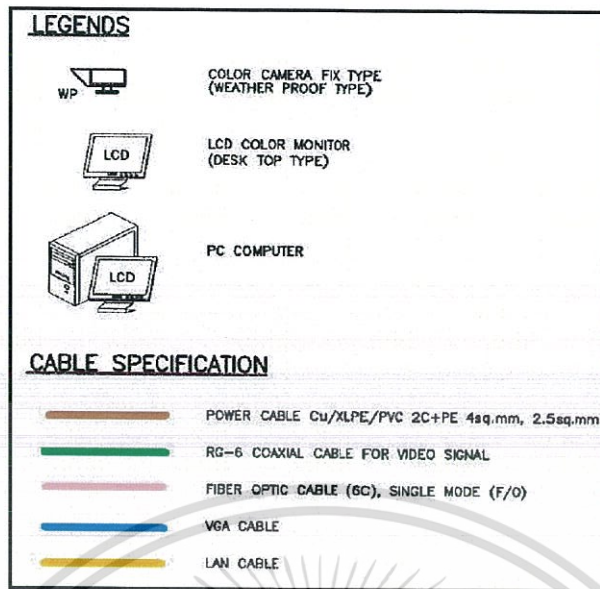 LEGENDS
WP
COLOR CAMERA FIX TYPE
(WEATHER PROOF TYPE)
LCD
LCD COLOR MONITOR
(DESK TOP TYPE)
LCD
PC COMPUTER
CABLE SPECIFICATION
POWER CABLE Cu/XLPE/PVC 2C+PE 4sq.mm, 2.5sq.mm
RG-6 COAXIAL CABLE FOR VIDEO SIGNAL
FIBER OPTIC CABLE (6C), SINGLE MODE (F/O)
VGA CABLE
LAN CABLE